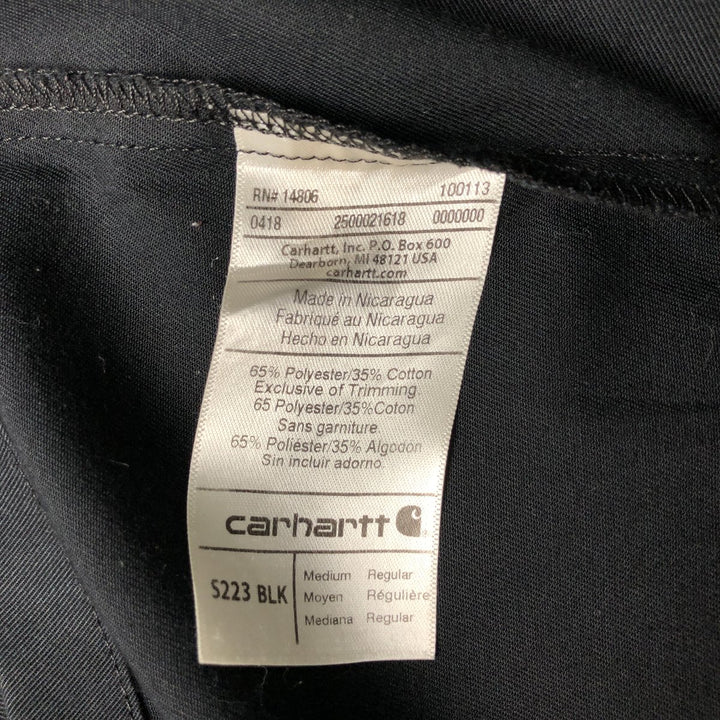 RN# 14806 100113
0418 2500021618 0000000
Carhartt, Inc. P.O. Box 600
Dearborn, MI 48121 USA
carhartt.com
Made in Nicaragua
Fabriqué au Nicaragua
Hecho en Nicaragua
65% Polyester/35% Cotton
Exclusive of Trimming
65 Polyester/35%Coton
Sans garniture.
65% Poliéster/35% Algodon
Sin incluir adorno.
carhartt
S223 BLK
Medium Regular
Moyen Régulière
Mediana Regular